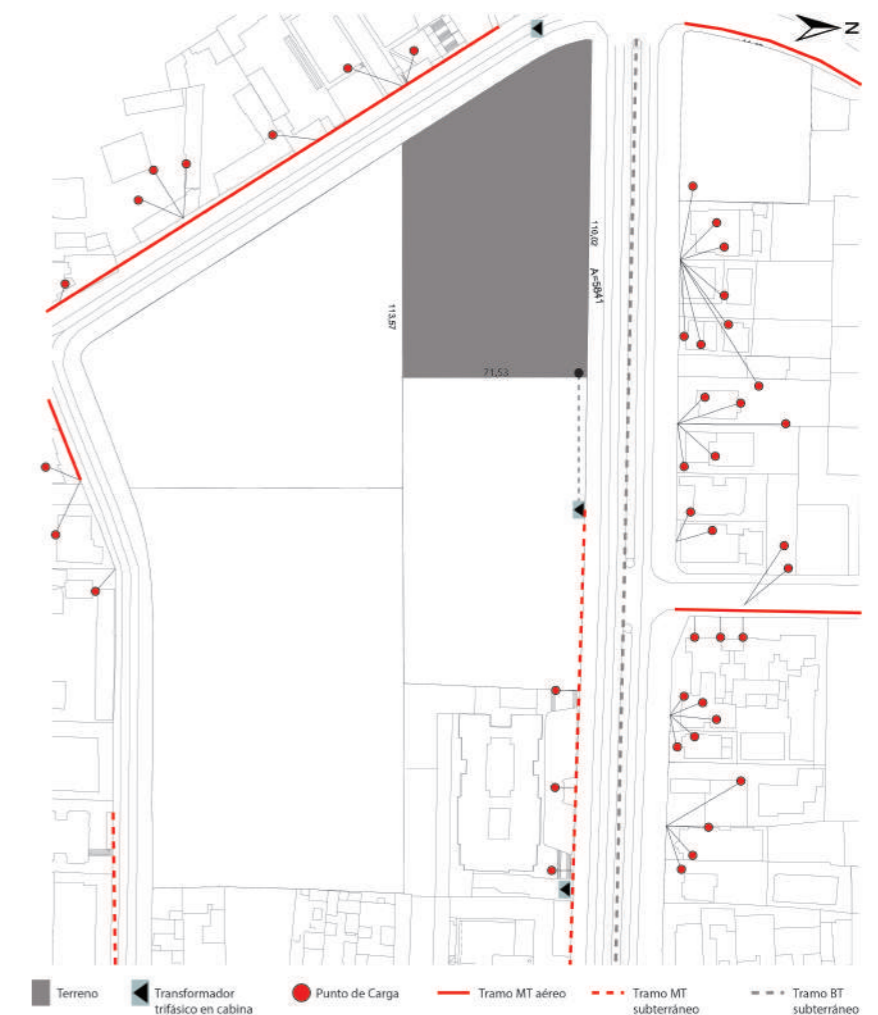 N
110,02
A=5841
113,57
71,53
Terreno
Transformador
trifásico en cabina
Punto de Carga
Tramo MT aéreo
Tramo MT
subterráneo
Tramo BT
subterráneo